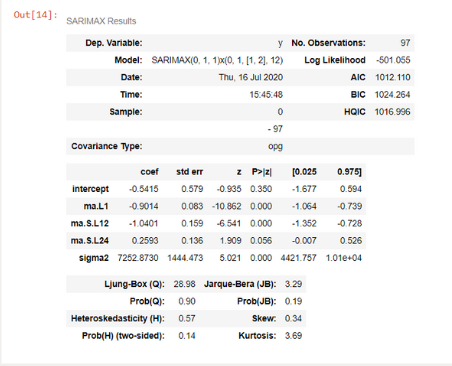 Out[14]:
SARIMAX Results
Dep. Variable: y No. Observations: 97
Model: SARIMAX(0, 1, 1)x(0, 1, [1, 2], 12) Log Likelihood -501.055
Date: Thu, 16 Jul 2020 AIC 1012.110
Time: 15:45:48 BIC 1024.264
Sample: 0 HQIC 1016.996
- 97
Covariance Type: opg
coef std err z P>|z| [0.025 0.975]
intercept -0.5415 0.579 -0.935 0.350 -1.677 0.594
ma.L1 -0.9014 0.083 -10.862 0.000 -1.064 -0.739
ma.S.L12 -1.0401 0.159 -6.541 0.000 -1.352 -0.728
ma.S.L24 0.2593 0.136 1.909 0.056 -0.007 0.526
sigma2 7252.8730 1444.473 5.021 0.000 4421.757 1.01e+04
Ljung-Box (Q): 28.98 Jarque-Bera (JB): 3.29
Prob(Q): 0.90 Prob(JB): 0.19
Heteroskedasticity (H): 0.57 Skew: 0.34
Prob(H) (two-sided): 0.14 Kurtosis: 3.69